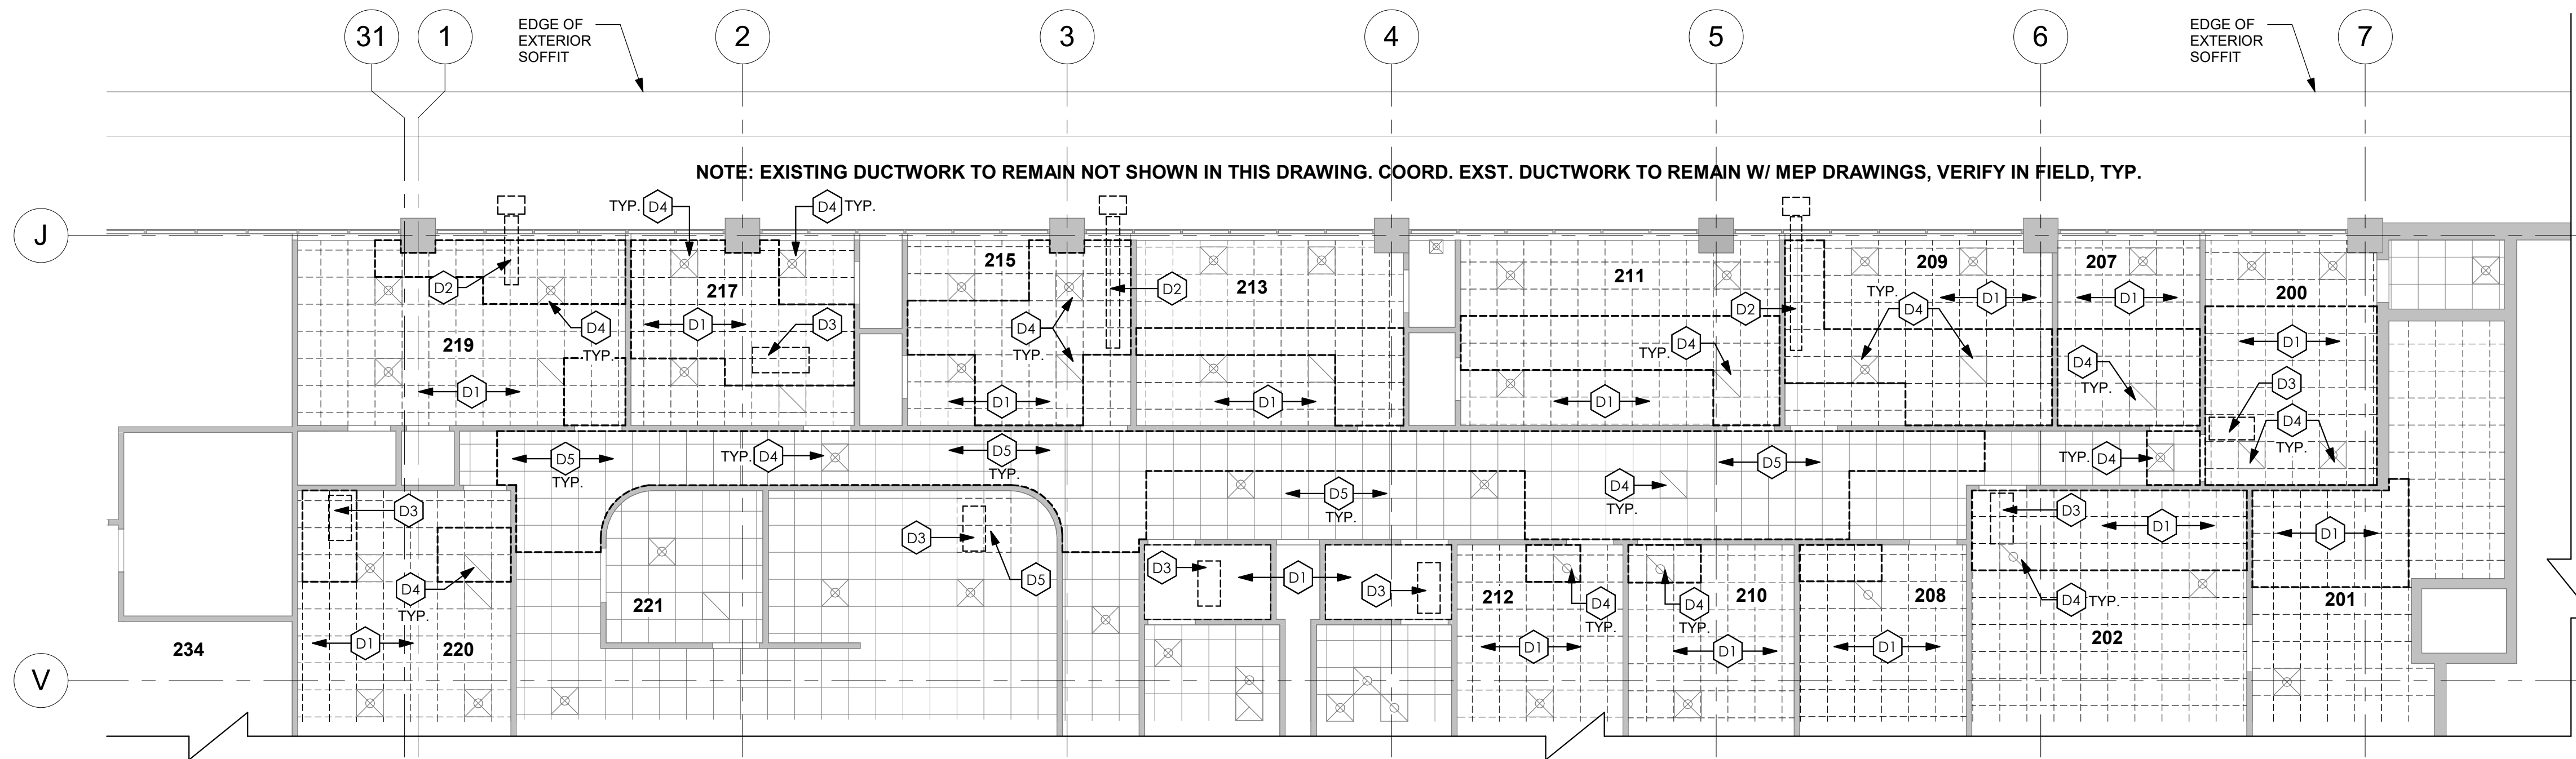 31
1
EDGE OF
EXTERIOR
SOFFIT
2
3
4
5
6
EDGE OF
EXTERIOR
SOFFIT
7
NOTE: EXISTING DUCTWORK TO REMAIN NOT SHOWN IN THIS DRAWING. COORD. EXST. DUCTWORK TO REMAIN W/ MEP DRAWINGS, VERIFY IN FIELD, TYP.
J
TYP. D4
D4 TYP.
D2
D4
TYP.
219
D1
217
D1
D3
215
D4
TYP.
D1
D2
213
D1
211
D2
TYP. D4
D1
209
D1
TYP.
D4
207
D1
D4
TYP.
200
D1
D3
D4
TYP.
D5
TYP.
TYP. D4
D5
TYP.
D5
TYP.
D4
TYP.
D5
TYP. D4
D3
D4
TYP.
D1
220
234
221
D3
D5
D3
D1
D3
212
D4
TYP.
D1
D4
TYP.
210
D1
208
D1
D3
D1
D4 TYP.
202
D1
201
V